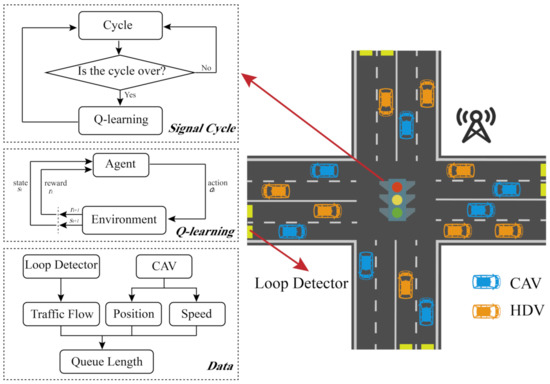 Cycle
Is the cycle over?
No
Yes
Q-learning
Signal Cycle
Agent
state
reward
action
Environment
Q-learning
Loop Detector
CAV
Traffic Flow
Position
Speed
Queue Length
Data
Loop Detector
CAV
HDV